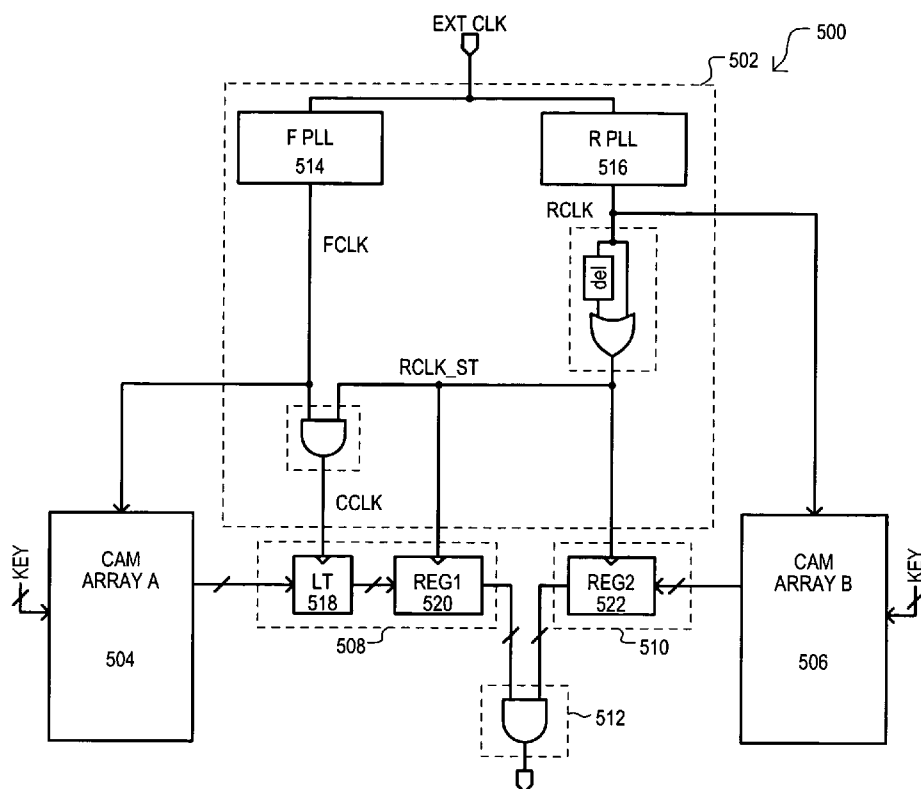 EXT CLK
500
502
F PLL
514
R PLL
516
RCLK
FCLK
del
RCLK_ST
CCLK
KEY
CAM
ARRAY A
504
LT
518
REG1
520
REG2
522
CAM
ARRAY B
506
KEY
508
510
512